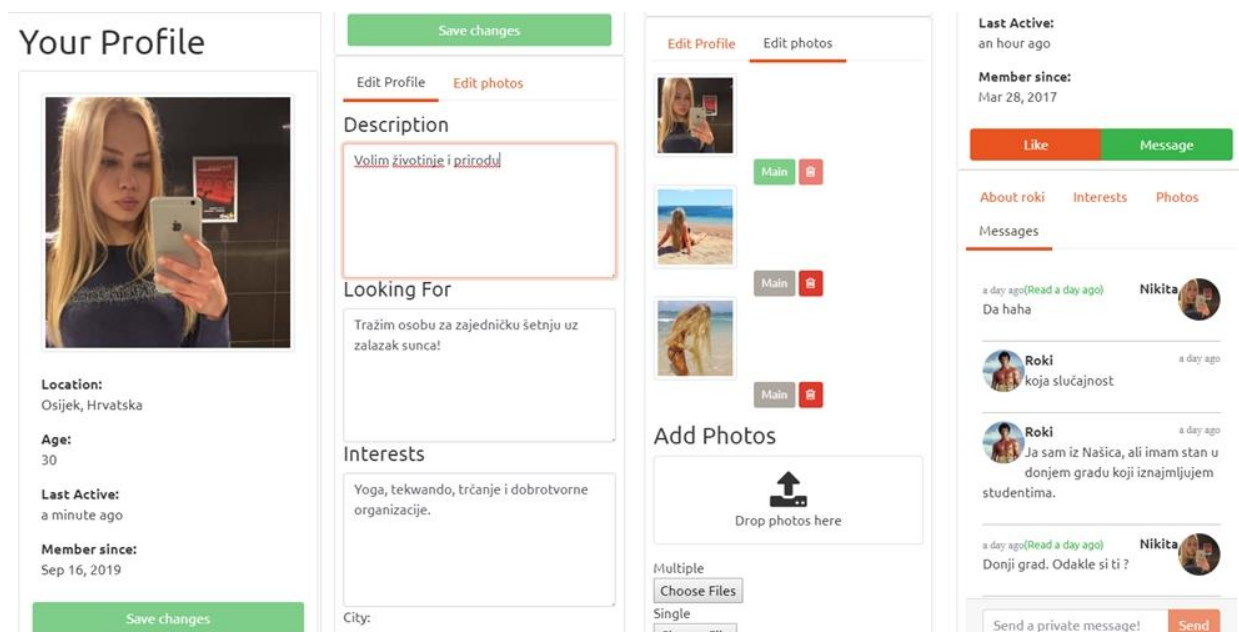 Your Profile
Location:
Osijek, Hrvatska
Age:
30
Last Active:
a minute ago
Member since:
Sep 16, 2019
Save changes
Save changes
Edit Profile
Edit photos
Description
Volim životinje i prirodu
Looking For
Tražim osobu za zajedničku šetnju uz
zalazak sunca!
Interests
Yoga, tekwando, trčanje i dobrotvorne
organizacije.
City:
Edit Profile
Edit photos
Main
Main
Main
Add Photos
Drop photos here
Multiple
Choose Files
Single
Last Active:
an hour ago
Member since:
Mar 28, 2017
Like
Message
About roki
Interests
Photos
Messages
a day ago(Read a day ago)
Nikita
Da haha
Roki
a day ago
koja slučajnost
Roki
a day ago
Ja sam iz Našica, ali imam stan u
donjem gradu koji iznajmljujem
studentima.
a day ago(Read a day ago)
Nikita
Donji grad. Odakle si ti ?
Send a private message!
Send